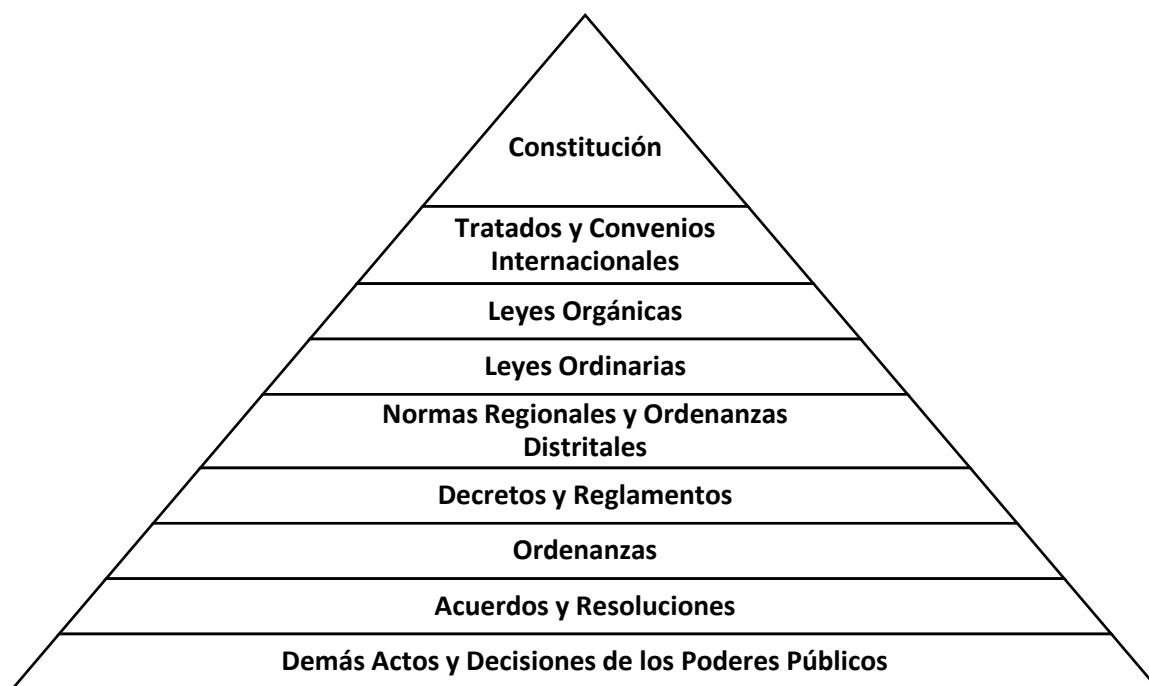 Constitución
Tratados y Convenios
Internacionales
Leyes Orgánicas
Leyes Ordinarias
Normas Regionales y Ordenanzas
Distritales
Decretos y Reglamentos
Ordenanzas
Acuerdos y Resoluciones
Demás Actos y Decisiones de los Poderes Públicos